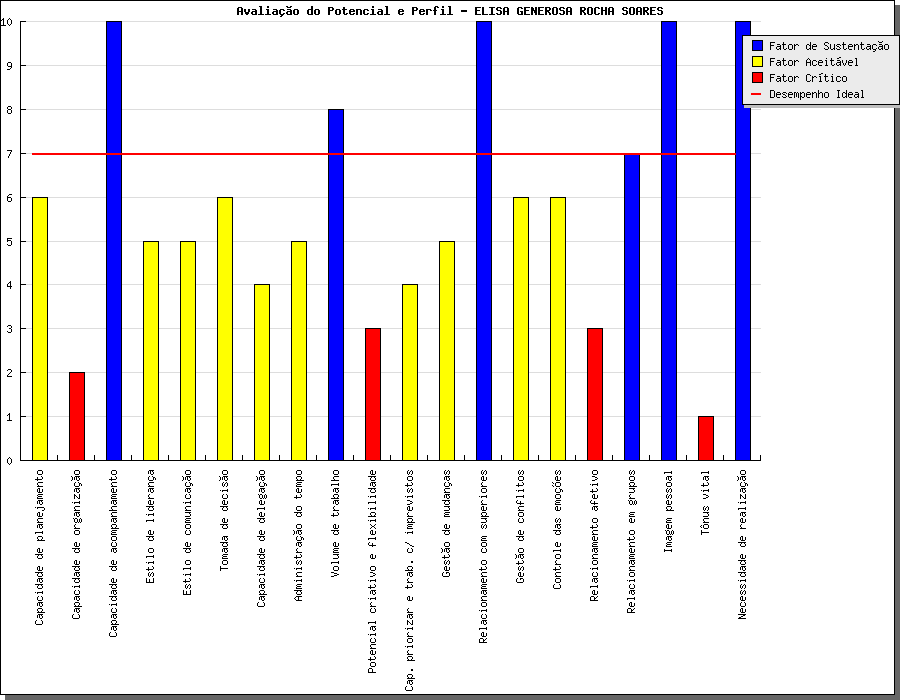 Avaliação do Potencial e Perfil - ELISA GENEROSA ROCHA SOARES
Fator de Sustentação
Fator Aceitável
Fator Crítico
Desempenho Ideal
10
9
8
7
6
5
4
3
2
1
0
Capacidade de planejamento
Capacidade de organização
Capacidade de acompanhamento
Estilo de liderança
Estilo de comunicação
Tomada de decisão
Capacidade de delegação
Administração do tempo
Volume de trabalho
Potencial criativo e flexibilidade
Cap. priorizar e trab. c/ imprevistos
Gestão de mudanças
Relacionamento com superiores
Gestão de conflitos
Controle das emoções
Relacionamento afetivo
Relacionamento em grupos
Imagem pessoal
Tônus vital
Necessidade de realização